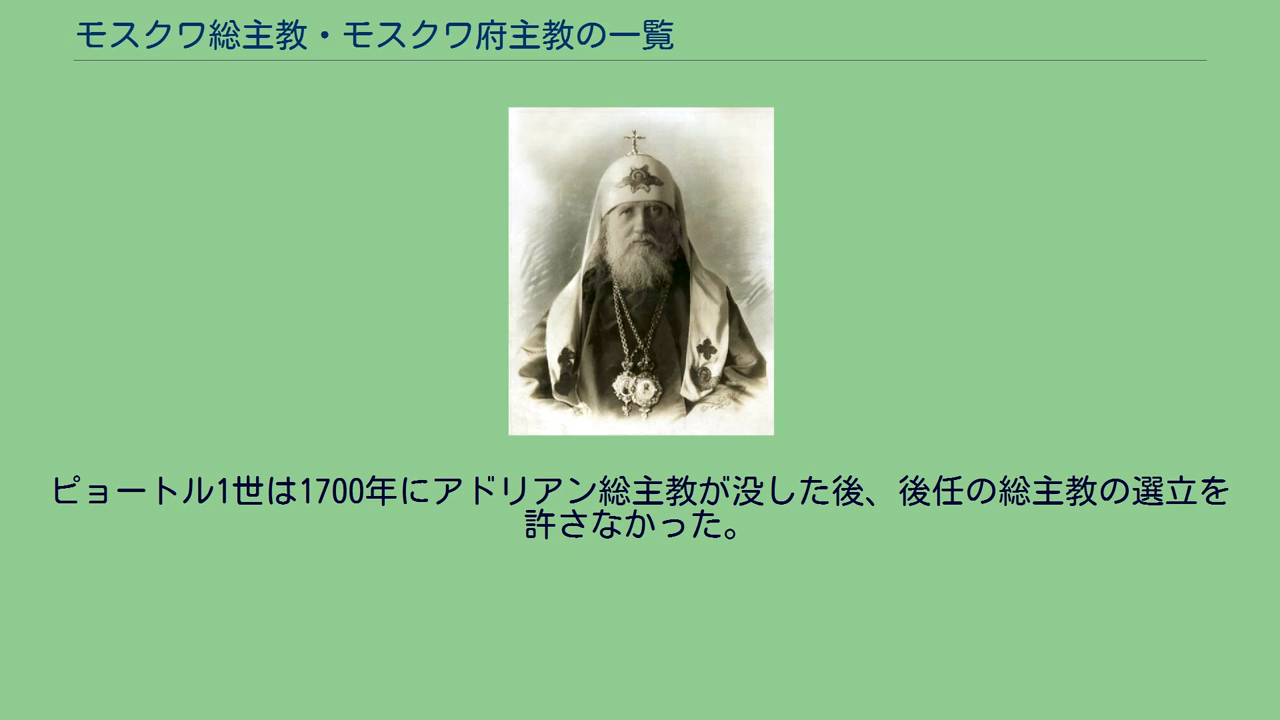 モスクワ総主教・モスクワ府主教の一覧
ピョートル1世は1700年にアドリアン総主教が没した後、後任の総主教の選立を
許さなかった。